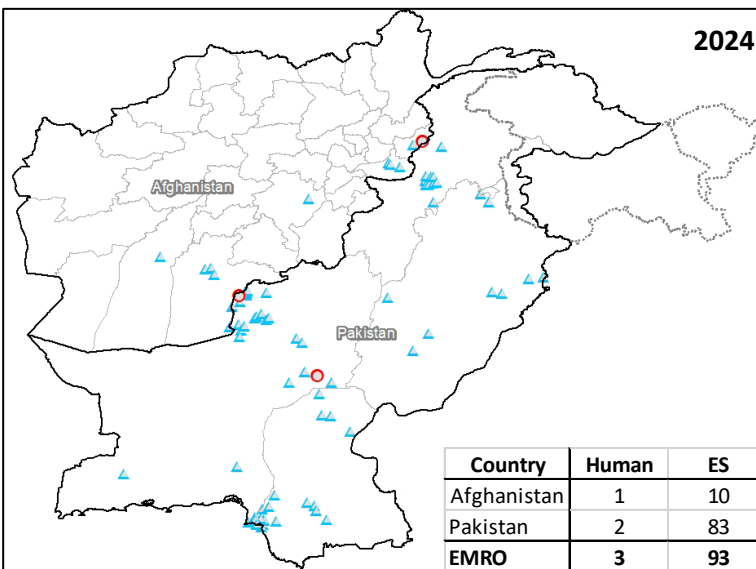 2024
Afghanistan
Pakistan
Country Human ES
Afghanistan 1 10
Pakistan 2 83
EMRO 3 93